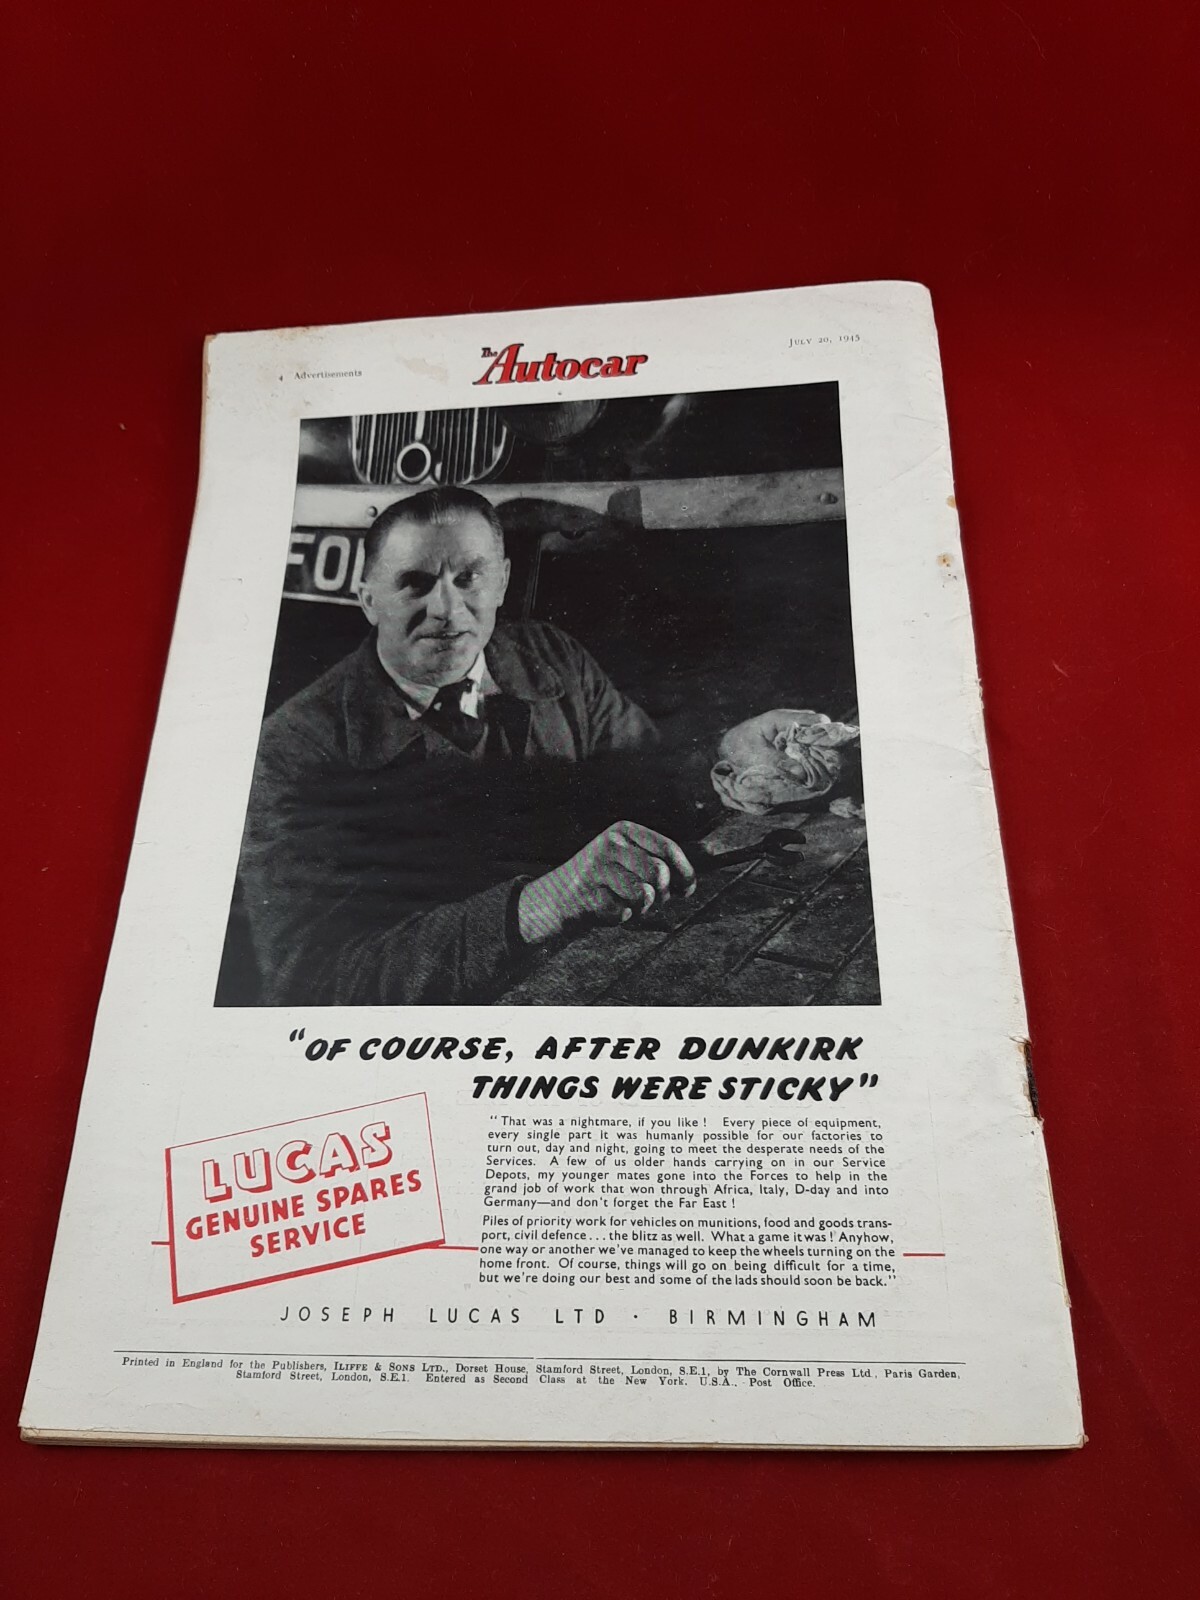 4 Advertisements
The Autocar
JULY 20, 1945
FO
"OF COURSE, AFTER DUNKIRK
THINGS WERE STICKY"
"That was a nightmare, if you like! Every piece of equipment,
every single part it was humanly possible for our factories to
turn out, day and night, going to meet the desperate needs of the
Services. A few of us older hands carrying on in our Service
Depots, my younger mates gone into the Forces to help in the
grand job of work that won through Africa, Italy, D-day and into
Germany—and don't forget the Far East!
Piles of priority work for vehicles on munitions, food and goods trans-
port, civil defence... the blitz as well. What a game it was! Anyhow,
one way or another we've managed to keep the wheels turning on the
home front. Of course, things will go on being difficult for a time,
but we're doing our best and some of the lads should soon be back."
LUCAS
GENUINE SPARES
SERVICE
JOSEPH LUCAS LTD · BIRMINGHAM
Printed in England for the Publishers, ILIFFE & SONS LTD., Dorset House, Stamford Street, London, S.E.1, by The Cornwall Press Ltd., Paris Garden,
Stamford Street, London, S.E.1. Entered as Second Class at the New York, U.S.A., Post Office.